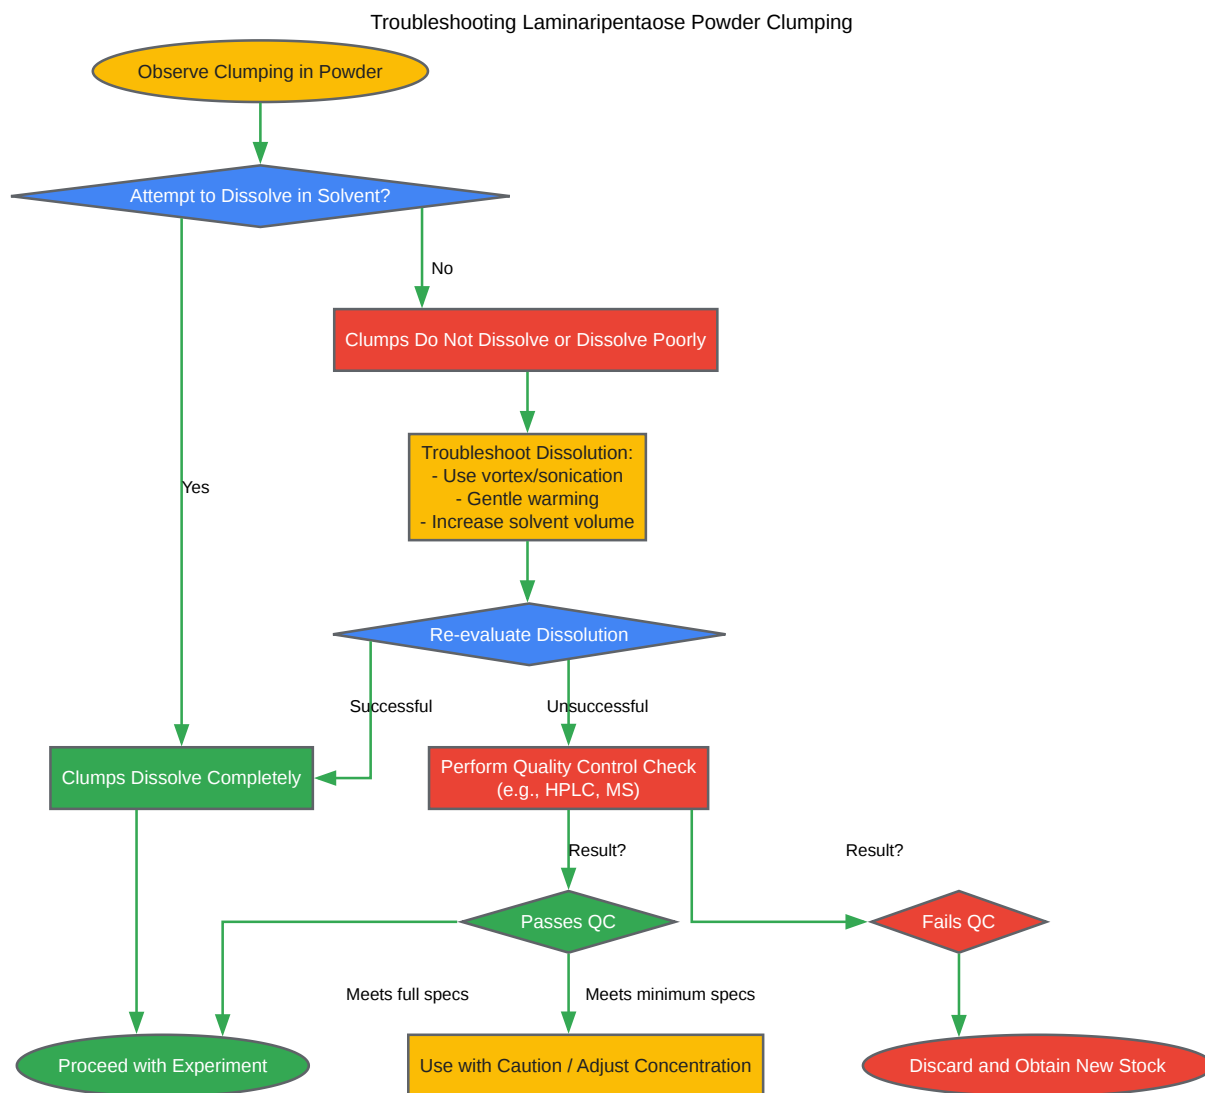 Troubleshooting Laminaripentaose Powder Clumping
Observe Clumping in Powder
Attempt to Dissolve in Solvent?
No
Clumps Do Not Dissolve or Dissolve Poorly
Troubleshoot Dissolution:
- Use vortex/sonication
- Gentle warming
- Increase solvent volume
Yes
Re-evaluate Dissolution
Successful
Unsuccessful
Clumps Dissolve Completely
Perform Quality Control Check
(e.g., HPLC, MS)
Result?
Result?
Passes QC
Fails QC
Meets full specs
Meets minimum specs
Proceed with Experiment
Use with Caution / Adjust Concentration
Discard and Obtain New Stock